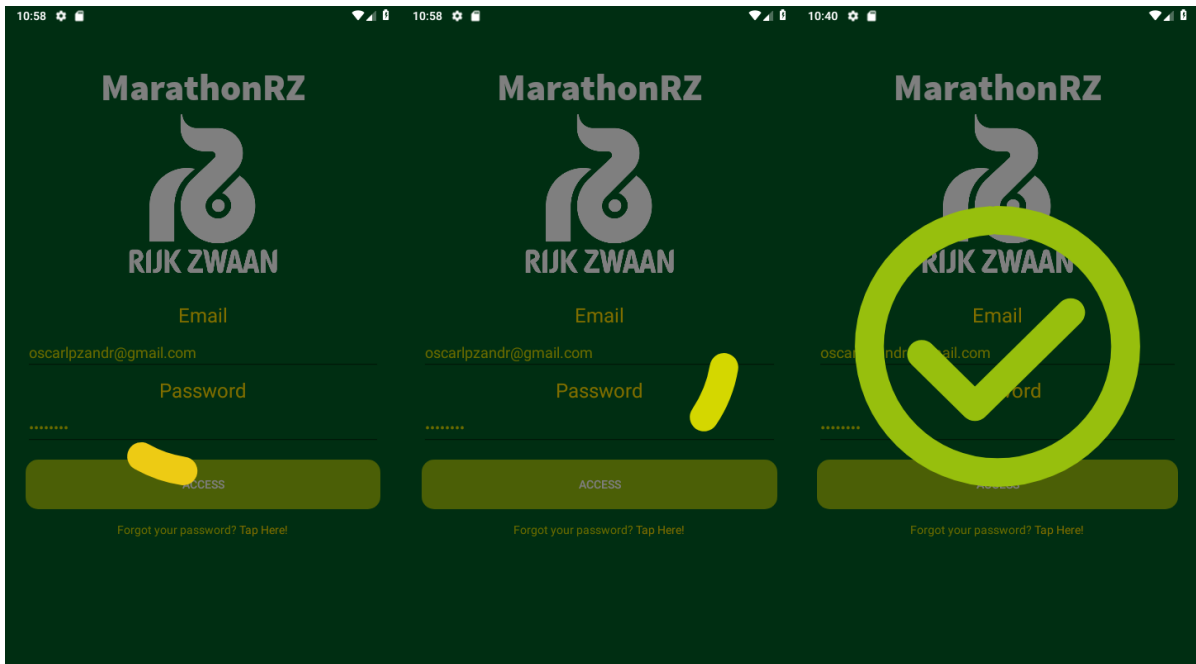 10:58
MarathonRZ
RIJK ZWAAN
Email
oscarlpzandr@gmail.com
Password
••••••••
ACCESS
Forgot your password? Tap Here!
10:58
MarathonRZ
RIJK ZWAAN
Email
oscarlpzandr@gmail.com
Password
••••••••
ACCESS
Forgot your password? Tap Here!
10:40
MarathonRZ
RIJK ZWAAN
Email
••••••••
Forgot your password? Tap Here!